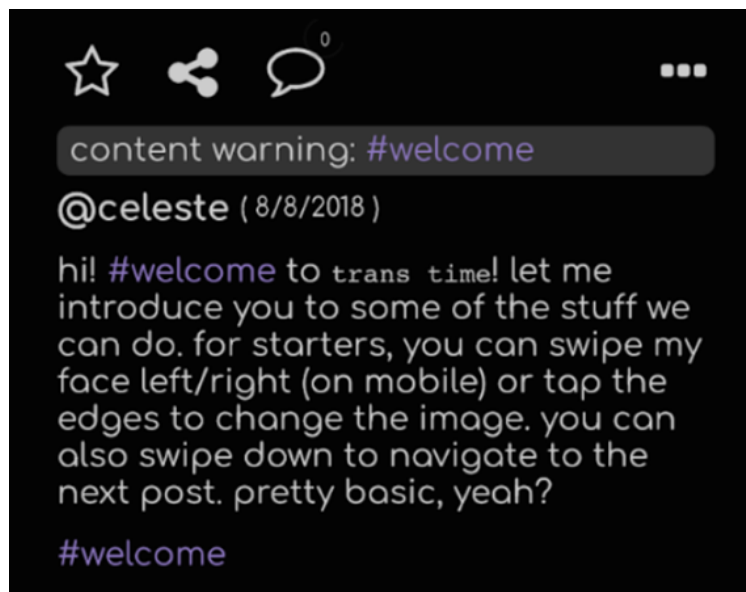 0
content warning: #welcome
@celeste ( 8/8/2018 )
hi! #welcome to trans time! let me
introduce you to some of the stuff we
can do. for starters, you can swipe my
face left/right (on mobile) or tap the
edges to change the image. you can
also swipe down to navigate to the
next post. pretty basic, yeah?
#welcome